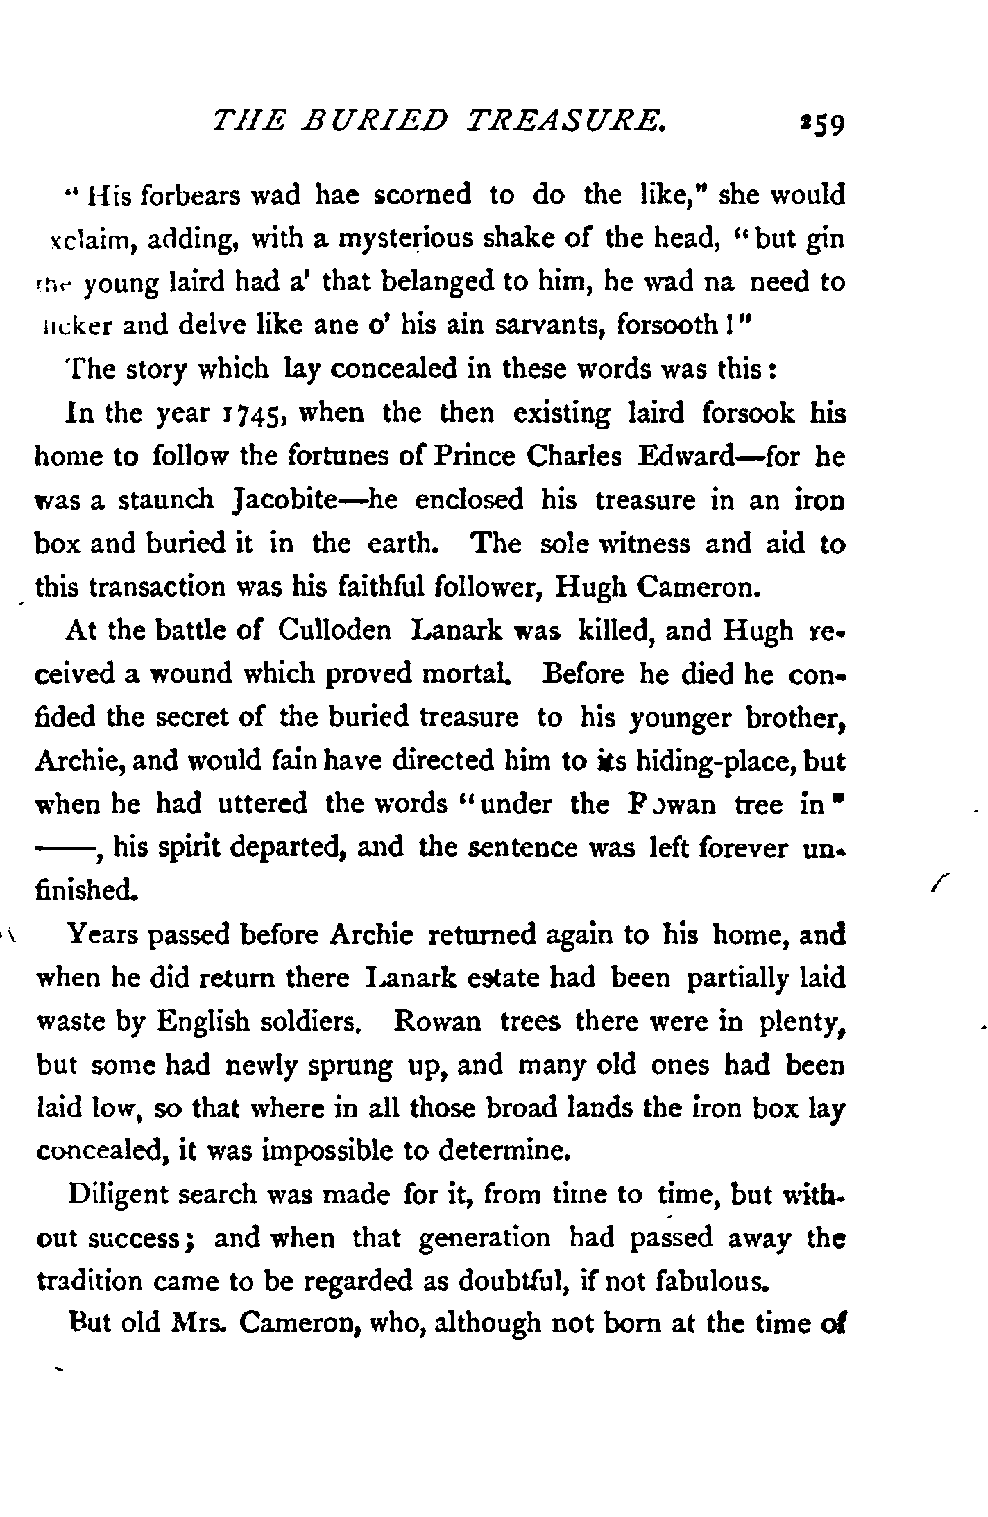 THE BURIED TREASURE. 259
“ His forbears wad hae scorned to do the like,” she would
xclaim, adding, with a mysterious shake of the head, “but gin
the young laird had a' that belanged to him, he wad na need to
and delve like ane o' his ain sarvants, forsooth !”
The story which lay concealed in these words was this :
In the year 1745, when the then existing laird forsook his
home to follow the fortunes of Prince Charles Edward—for he
was a staunch Jacobite—he enclosed his treasure in an iron
box and buried it in the earth. The sole witness and aid to
this transaction was his faithful follower, Hugh Cameron.
At the battle of Culloden Lanark was killed, and Hugh re-
ceived a wound which proved mortal. Before he died he con-
fided the secret of the buried treasure to his younger brother,
Archie, and would fain have directed him to its hiding-place, but
when he had uttered the words “under the Rowan tree in”
——, his spirit departed, and the sentence was left forever un-
finished.
Years passed before Archie returned again to his home, and
when he did return there Lanark estate had been partially laid
waste by English soldiers. Rowan trees there were in plenty,
but some had newly sprung up, and many old ones had been
laid low, so that where in all those broad lands the iron box lay
concealed, it was impossible to determine.
Diligent search was made for it, from time to time, but with-
out success; and when that generation had passed away the
tradition came to be regarded as doubtful, if not fabulous.
But old Mrs. Cameron, who, although not born at the time of